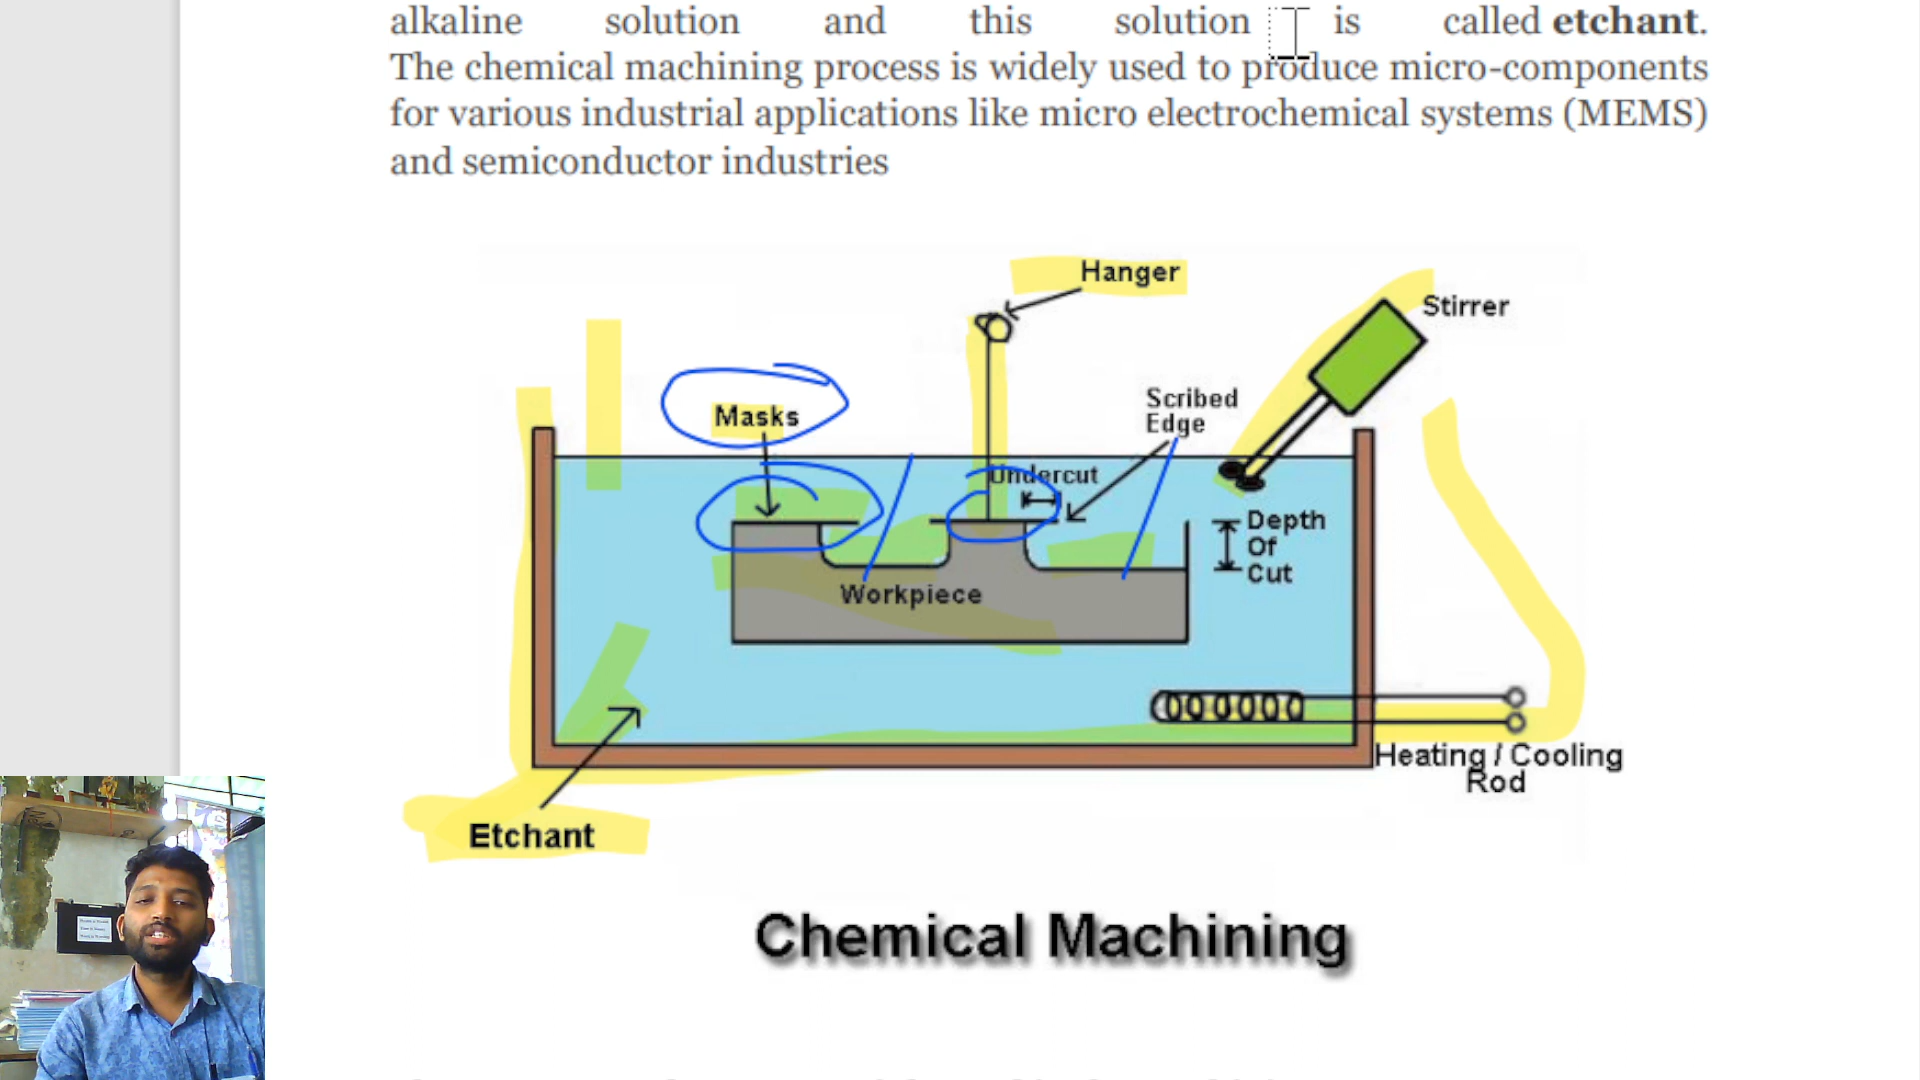 alkaline solution and this solution is called etchant.
The chemical machining process is widely used to produce micro-components
for various industrial applications like micro electrochemical systems (MEMS)
and semiconductor industries
Hanger
Stirrer
Masks
Scribed
Edge
Undercut
Depth
Of
Cut
Workpiece
Heating / Cooling
Rod
Etchant
Chemical Machining